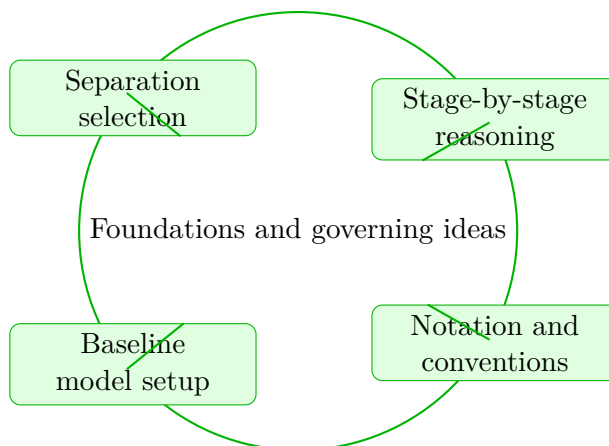 Separation
selection
Stage-by-stage
reasoning
Foundations and governing ideas
Baseline
model setup
Notation and
conventions